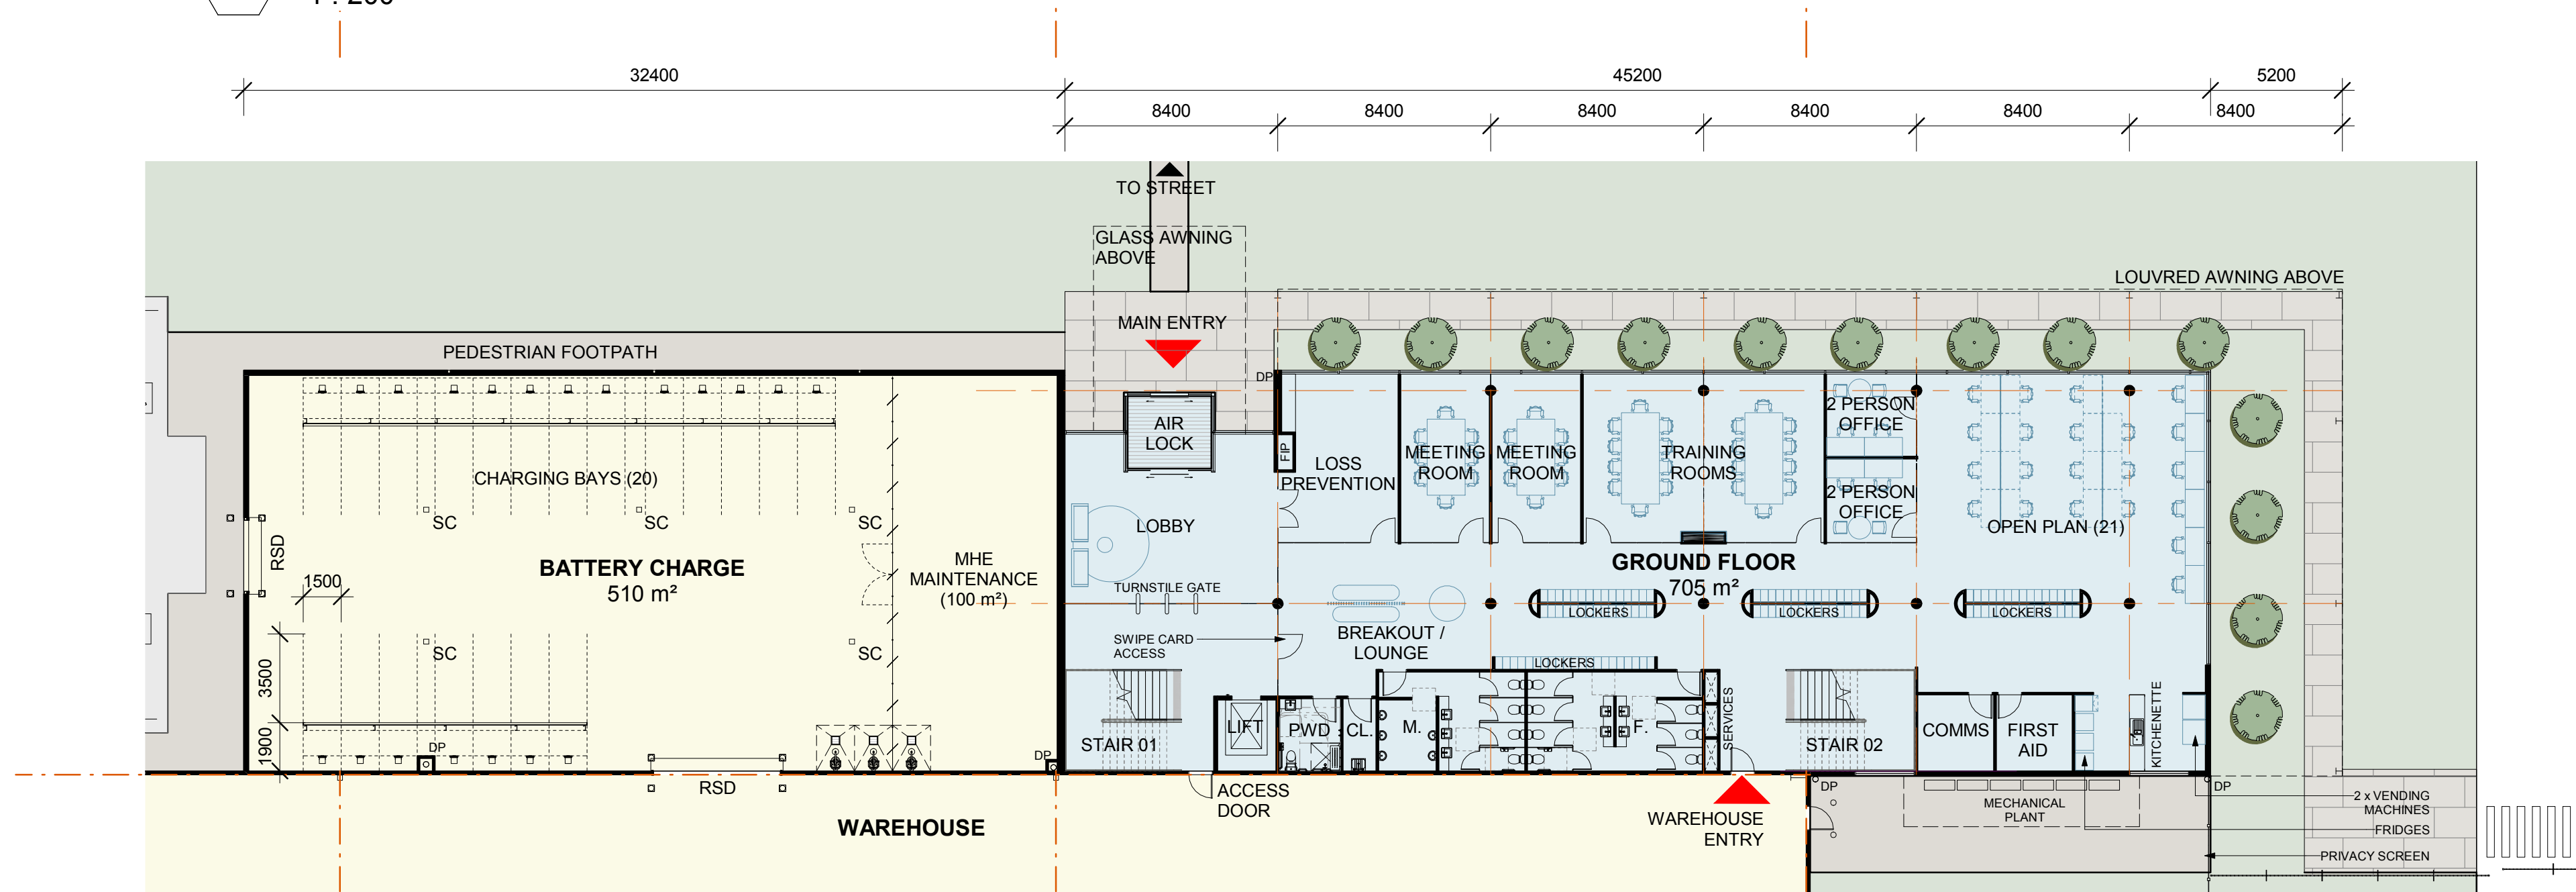 1 : 200
32400
45200
5200
8400
8400
8400
8400
8400
8400
TO STREET
GLASS AWNING
ABOVE
LOUVRED AWNING ABOVE
MAIN ENTRY
PEDESTRIAN FOOTPATH
DP
AIR
LOCK
FIP
LOSS
PREVENTION
MEETING
ROOM
MEETING
ROOM
TRAINING
ROOMS
2 PERSON
OFFICE
2 PERSON
OFFICE
OPEN PLAN (21)
CHARGING BAYS (20)
SC
SC
SC
LOBBY
RSD
BATTERY CHARGE
510 m²
MHE
MAINTENANCE
(100 m²)
GROUND FLOOR
705 m²
1500
TURNSTILE GATE
LOCKERS
LOCKERS
LOCKERS
SWIPE CARD
ACCESS
BREAKOUT /
LOUNGE
SC
SC
LOCKERS
3500
1900
DP
DP
STAIR 01
LIFT
PWD
CL.
M.
F.
SERVICES
STAIR 02
COMMS
FIRST
AID
KITCHENETTE
RSD
ACCESS
DOOR
WAREHOUSE
WAREHOUSE
ENTRY
DP
MECHANICAL
PLANT
DP
2 x VENDING
MACHINES
FRIDGES
PRIVACY SCREEN